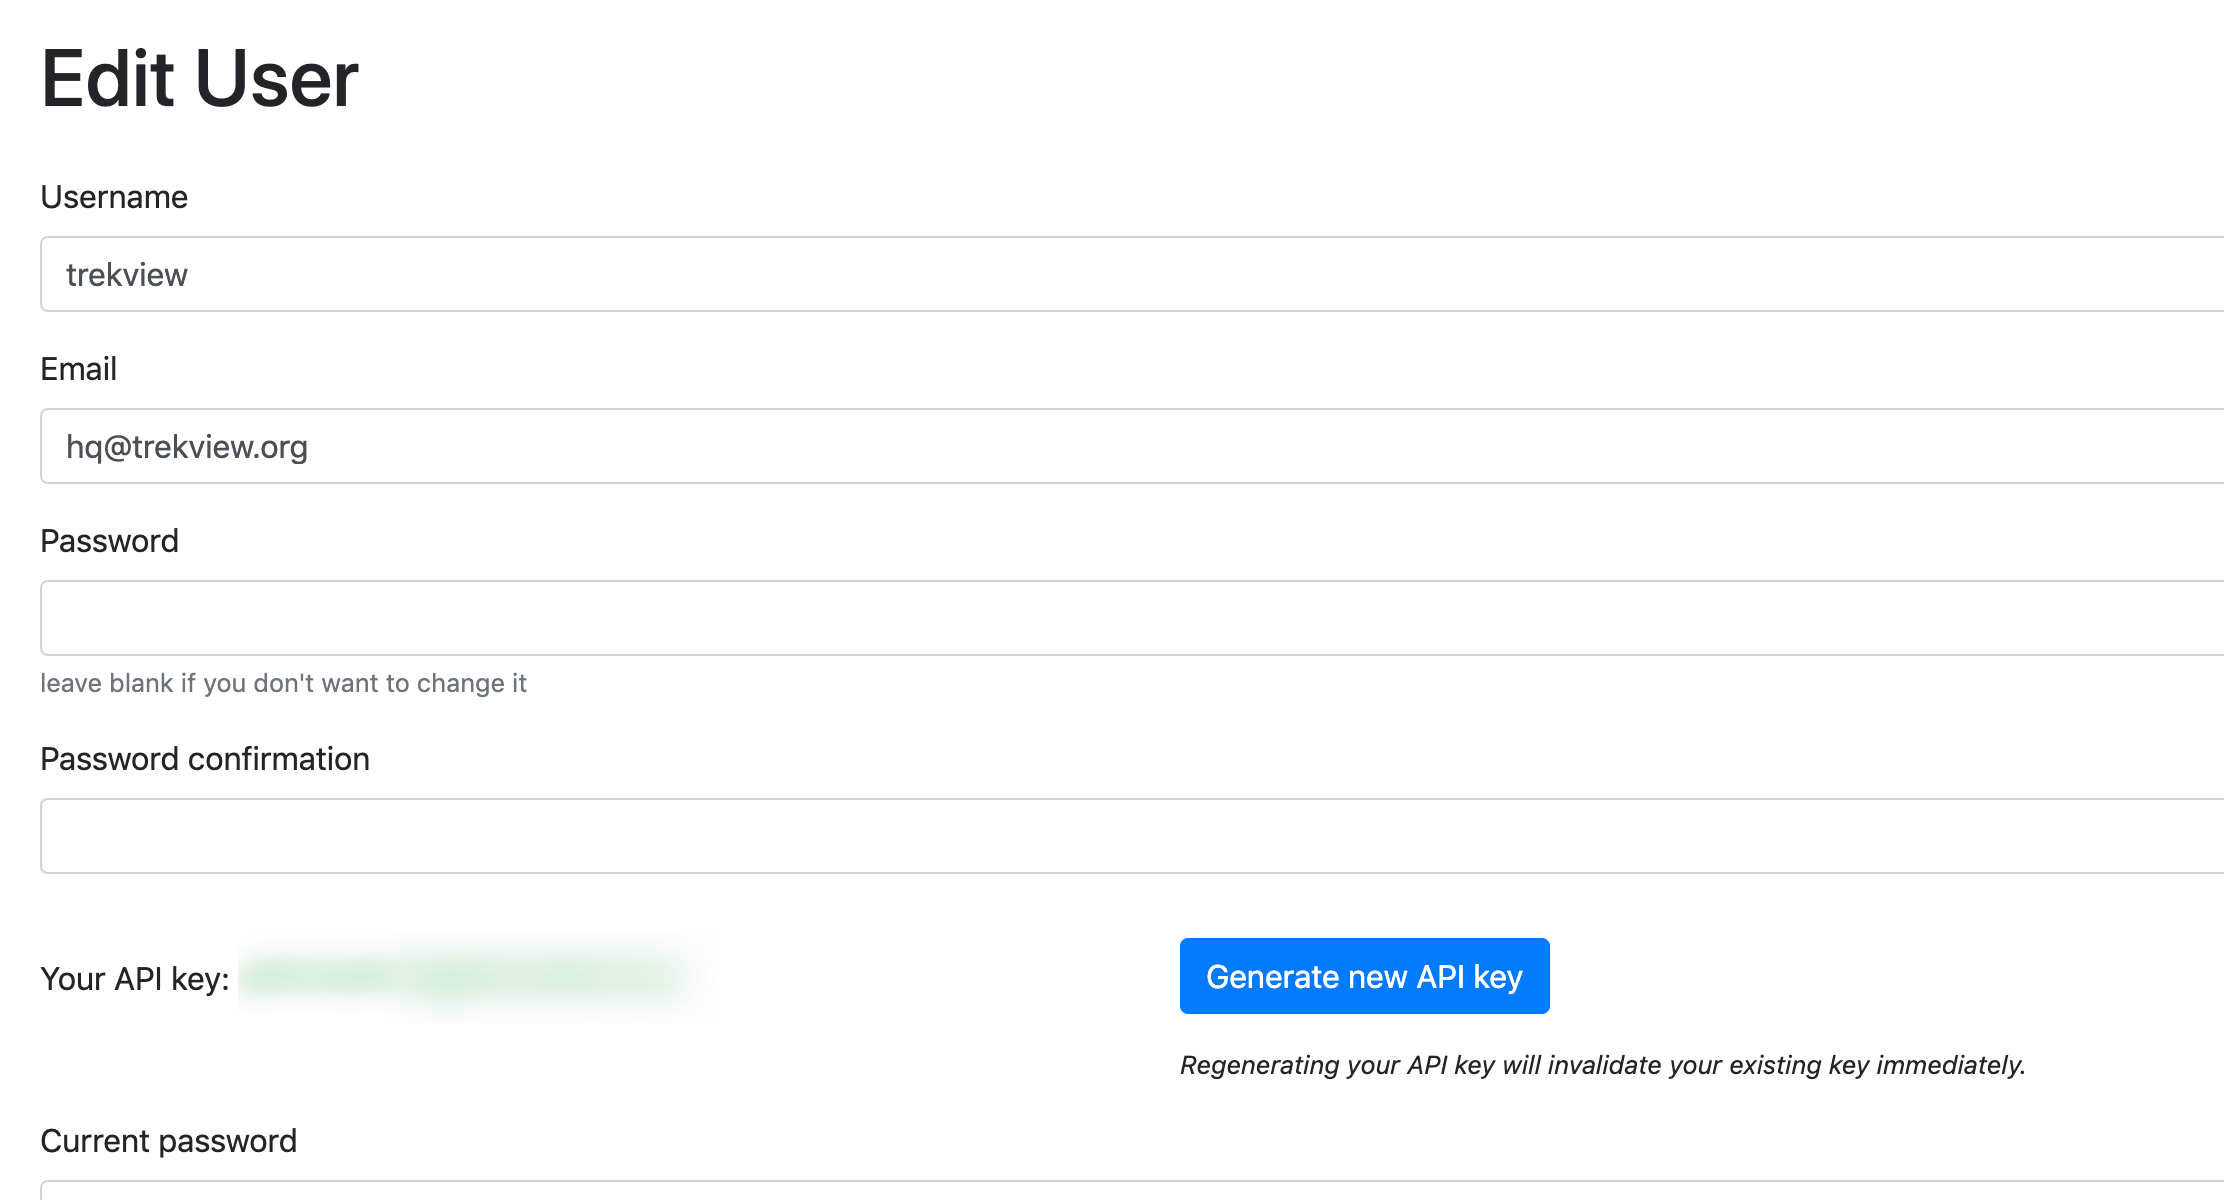 Edit User
Username
trekview
Email
hq@trekview.org
Password
leave blank if you don't want to change it
Password confirmation
Your API key:
Generate new API key
Regenerating your API key will invalidate your existing key immediately.
Current password